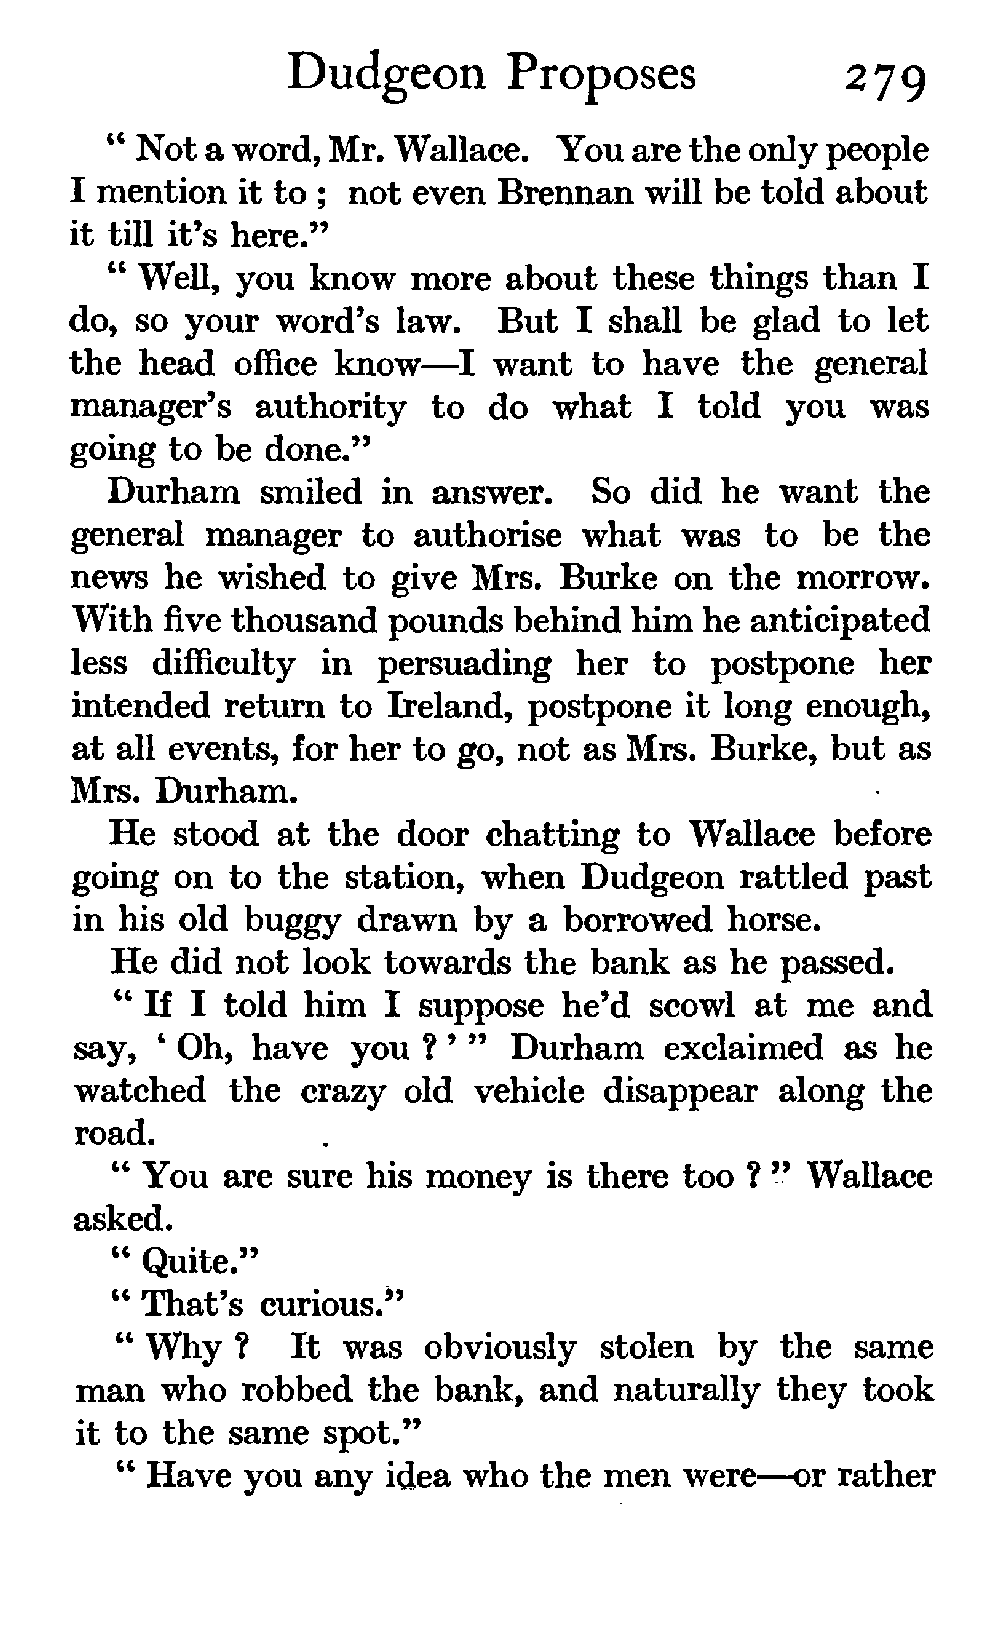 Dudgeon Proposes 279
“ Not a word, Mr. Wallace. You are the only people
I mention it to ; not even Brennan will be told about
it till it’s here.”
“ Well, you know more about these things than I
do, so your word’s law. But I shall be glad to let
the head office know—I want to have the general
manager’s authority to do what I told you was
going to be done.”
Durham smiled in answer. So did he want the
general manager to authorise what was to be the
news he wished to give Mrs. Burke on the morrow.
With five thousand pounds behind him he anticipated
less difficulty in persuading her to postpone her
intended return to Ireland, postpone it long enough,
at all events, for her to go, not as Mrs. Burke, but as
Mrs. Durham.
He stood at the door chatting to Wallace before
going on to the station, when Dudgeon rattled past
in his old buggy drawn by a borrowed horse.
He did not look towards the bank as he passed.
“ If I told him I suppose he’d scowl at me and
say, ‘ Oh, have you ? ’ ” Durham exclaimed as he
watched the crazy old vehicle disappear along the
road.
“ You are sure his money is there too ? ” Wallace
asked.
“ Quite.”
“ That’s curious.”
“ Why ? It was obviously stolen by the same
man who robbed the bank, and naturally they took
it to the same spot.”
“ Have you any idea who the men were—or rather